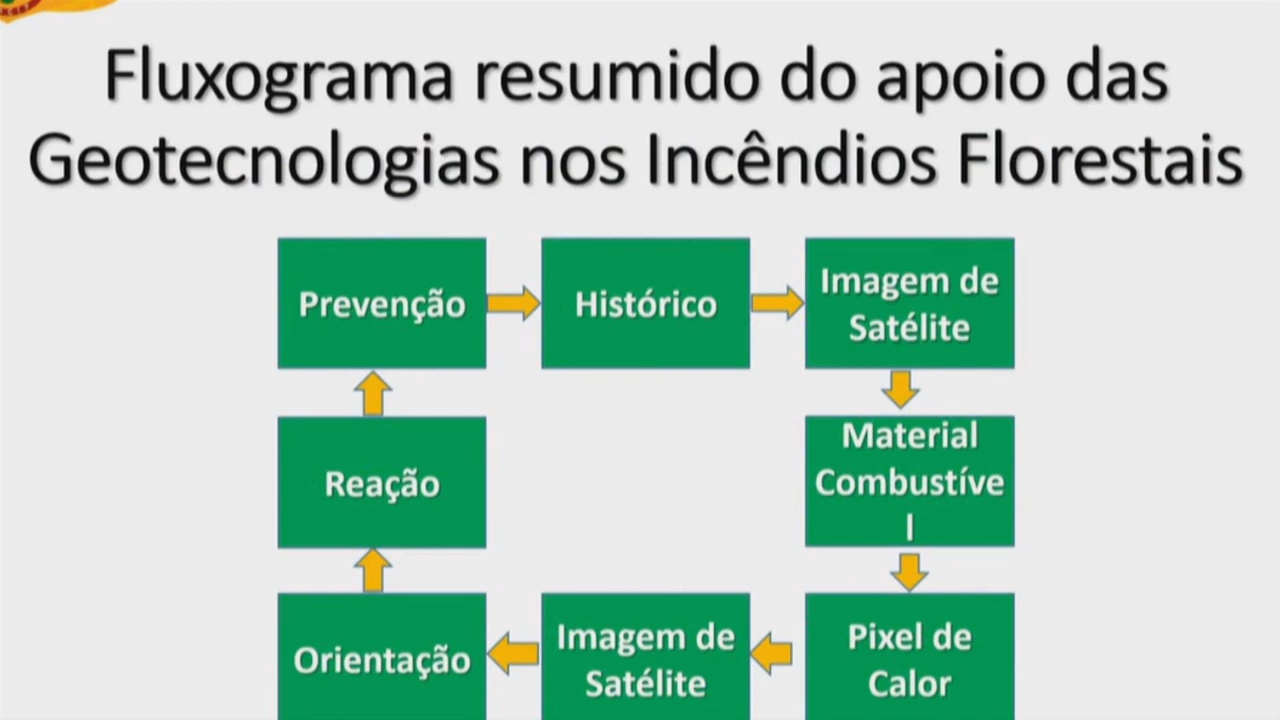 Fluxograma resumido do apoio das
Geotecnologias nos Incêndios Florestais
Prevenção
Histórico
Imagem de
Satélite
Reação
Material
Combustíve
l
Orientação
Imagem de
Satélite
Pixel de
Calor